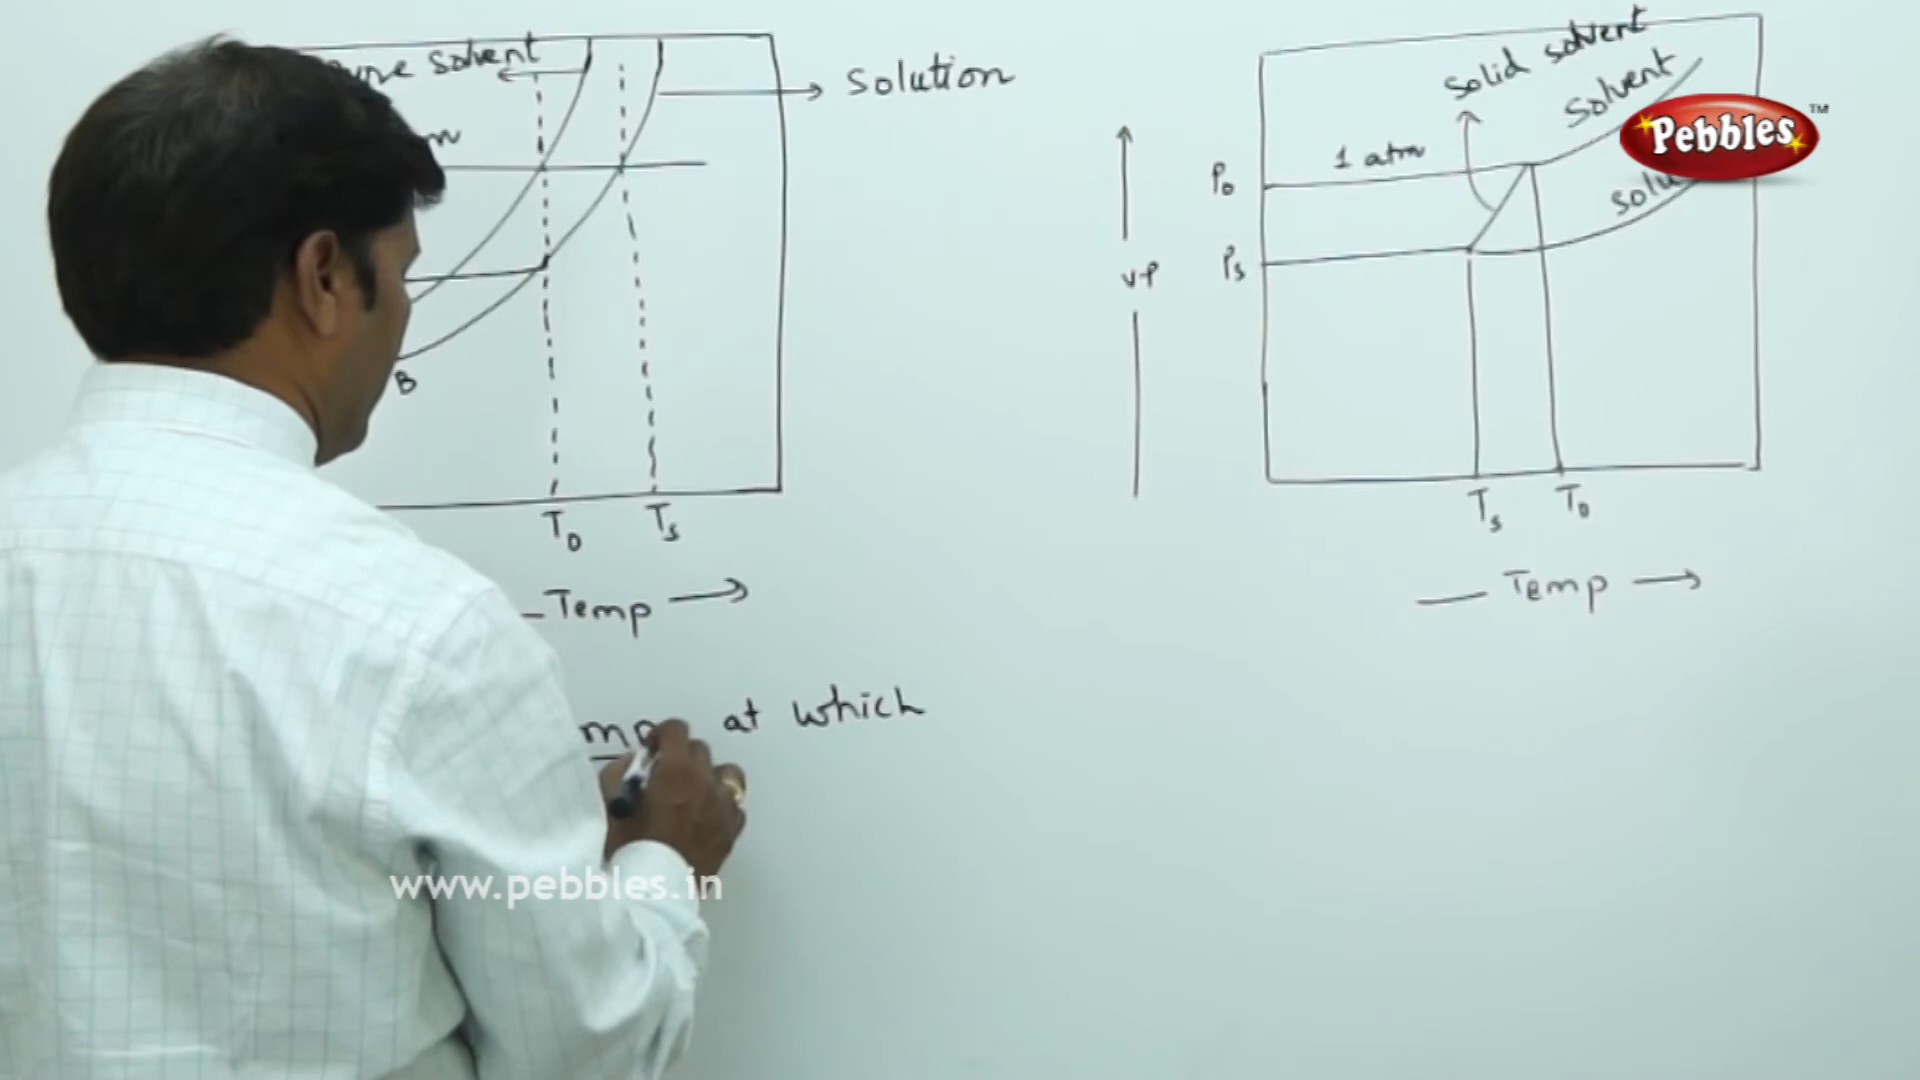 solvent
Solution
B
T0 Ts
Temp
at which
solid solvent
Solvent
1 atm
P0
Ps
V.P
Ts T0
Temp
Pebbles TM
www.pebbles.in